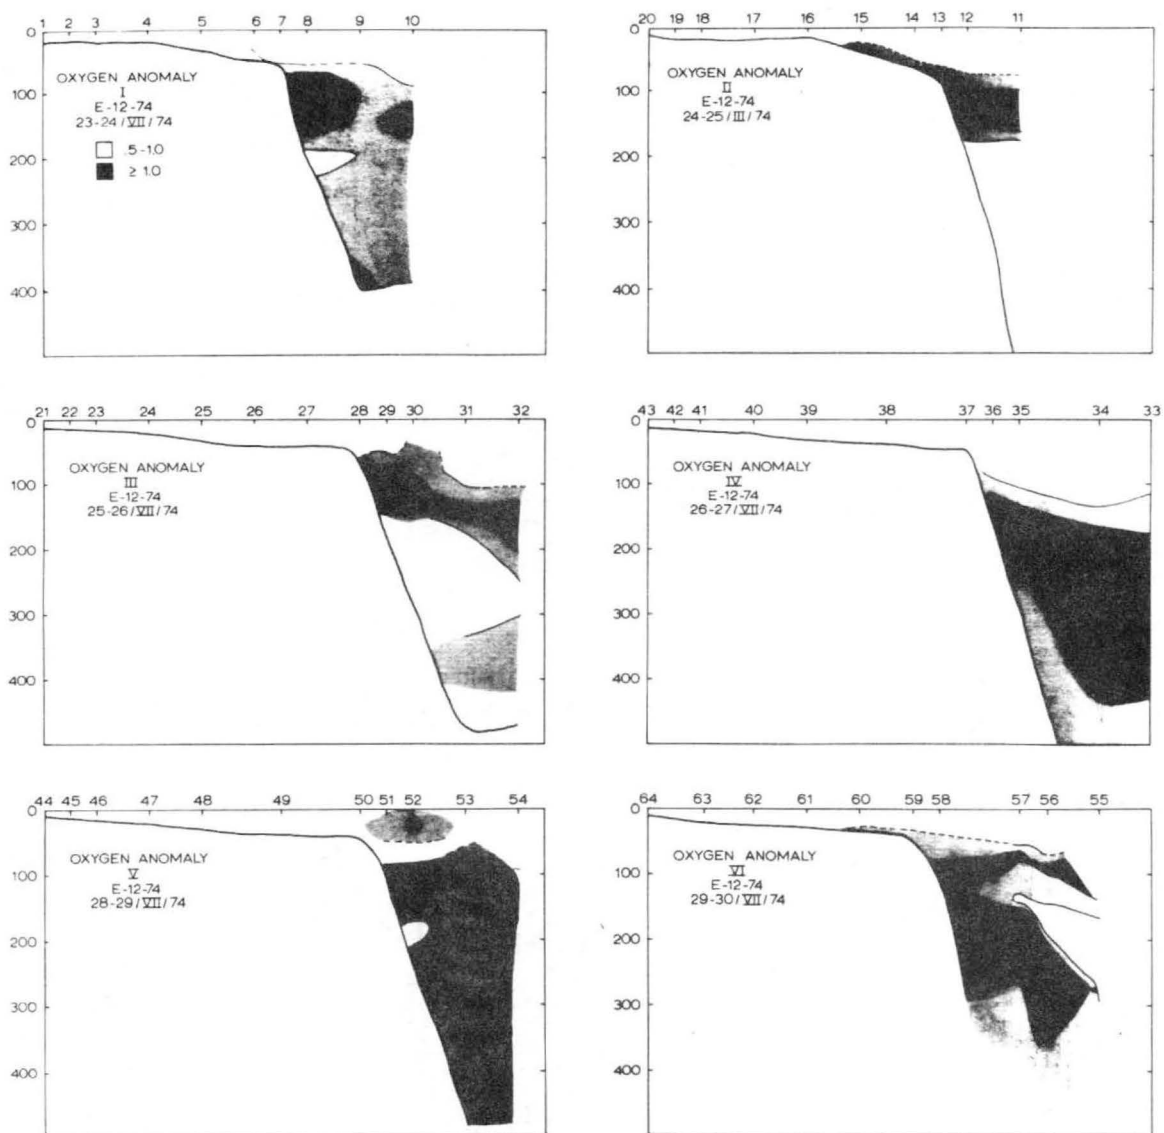 1 2 3 4 5 6 7 8 9 10
0
100
200
300
400
OXYGEN ANOMALY
I
E-12-74
23-24/VII/74
.5-1.0
≥ 1.0
20 19 18 17 16 15 14 13 12 11
0
100
200
300
400
OXYGEN ANOMALY
II
E-12-74
24-25/III/74
21 22 23 24 25 26 27 28 29 30 31 32
0
100
200
300
400
OXYGEN ANOMALY
III
E-12-74
25-26/VII/74
43 42 41 40 39 38 37 36 35 34 33
0
100
200
300
400
OXYGEN ANOMALY
IV
E-12-74
26-27/VII/74
44 45 46 47 48 49 50 51 52 53 54
0
100
200
300
400
OXYGEN ANOMALY
V
E-12-74
28-29/VII/74
64 63 62 61 60 59 58 57 56 55
0
100
200
300
400
OXYGEN ANOMALY
VI
E-12-74
29-30/VII/74